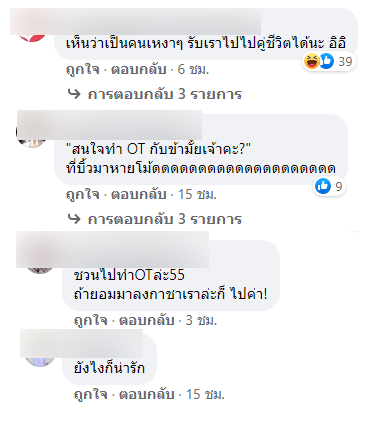 เห็นว่าเป็นคนเหงาๆ รับเราไปไปคู่ชีวิตได้นะ อิอิ
39
ถูกใจ · ตอบกลับ · 6 ชม.
↪ การตอบกลับ 3 รายการ
"สนใจทำ OT กับข้ามั้ยเจ้าคะ?"
ที่บิ้วมาหายโม้ดดดดดดดดดดดดดดดดดดดด
9
ถูกใจ · ตอบกลับ · 15 ชม.
↪ การตอบกลับ 3 รายการ
ชวนไปทำOTล่ะ55
ถ้ายอมมาลงกาชาเราล่ะก็ ไปค่า!
ถูกใจ · ตอบกลับ · 3 ชม.
ยังไงก็น่ารัก
ถูกใจ · ตอบกลับ · 15 ชม.